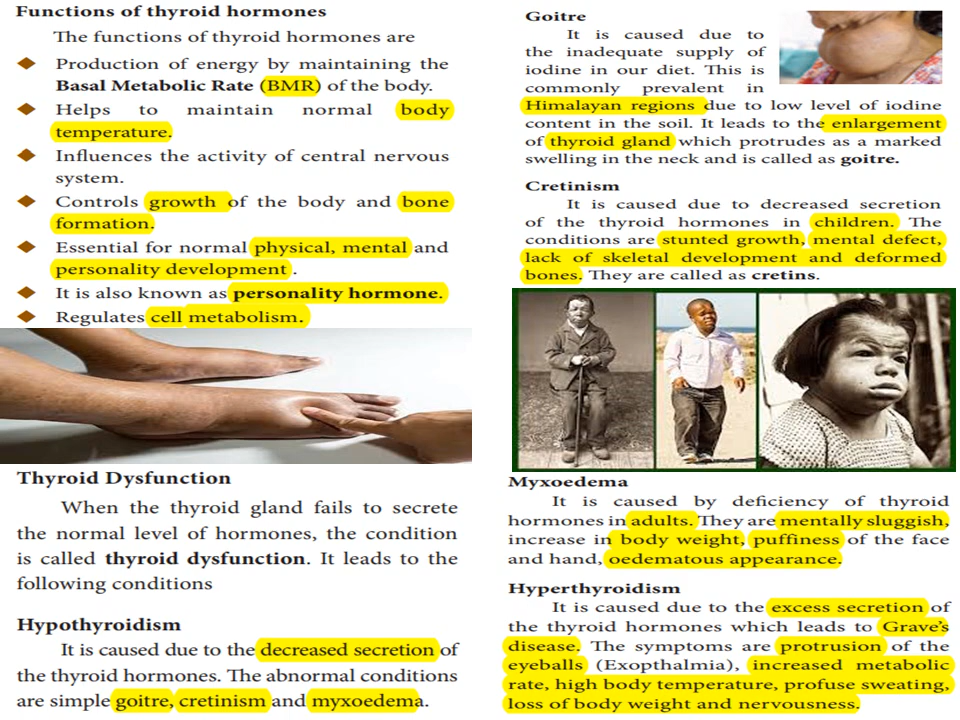 Functions of thyroid hormones
The functions of thyroid hormones are
Production of energy by maintaining the
Basal Metabolic Rate (BMR) of the body.
Helps to maintain normal body
temperature.
Influences the activity of central nervous
system.
Controls growth of the body and bone
formation.
Essential for normal physical, mental and
personality development .
It is also known as personality hormone.
Regulates cell metabolism.
Thyroid Dysfunction
When the thyroid gland fails to secrete
the normal level of hormones, the condition
is called thyroid dysfunction. It leads to the
following conditions
Hypothyroidism
It is caused due to the decreased secretion of
the thyroid hormones. The abnormal conditions
are simple goitre, cretinism and myxoedema.
Goitre
It is caused due to
the inadequate supply of
iodine in our diet. This is
commonly prevalent in
Himalayan regions due to low level of iodine
content in the soil. It leads to the enlargement
of thyroid gland which protrudes as a marked
swelling in the neck and is called as goitre.
Cretinism
It is caused due to decreased secretion
of the thyroid hormones in children. The
conditions are stunted growth, mental defect,
lack of skeletal development and deformed
bones. They are called as cretins.
Myxoedema
It is caused by deficiency of thyroid
hormones in adults. They are mentally sluggish,
increase in body weight, puffiness of the face
and hand, oedematous appearance.
Hyperthyroidism
It is caused due to the excess secretion of
the thyroid hormones which leads to Grave's
disease. The symptoms are protrusion of the
eyeballs (Exopthalmia), increased metabolic
rate, high body temperature, profuse sweating,
loss of body weight and nervousness.